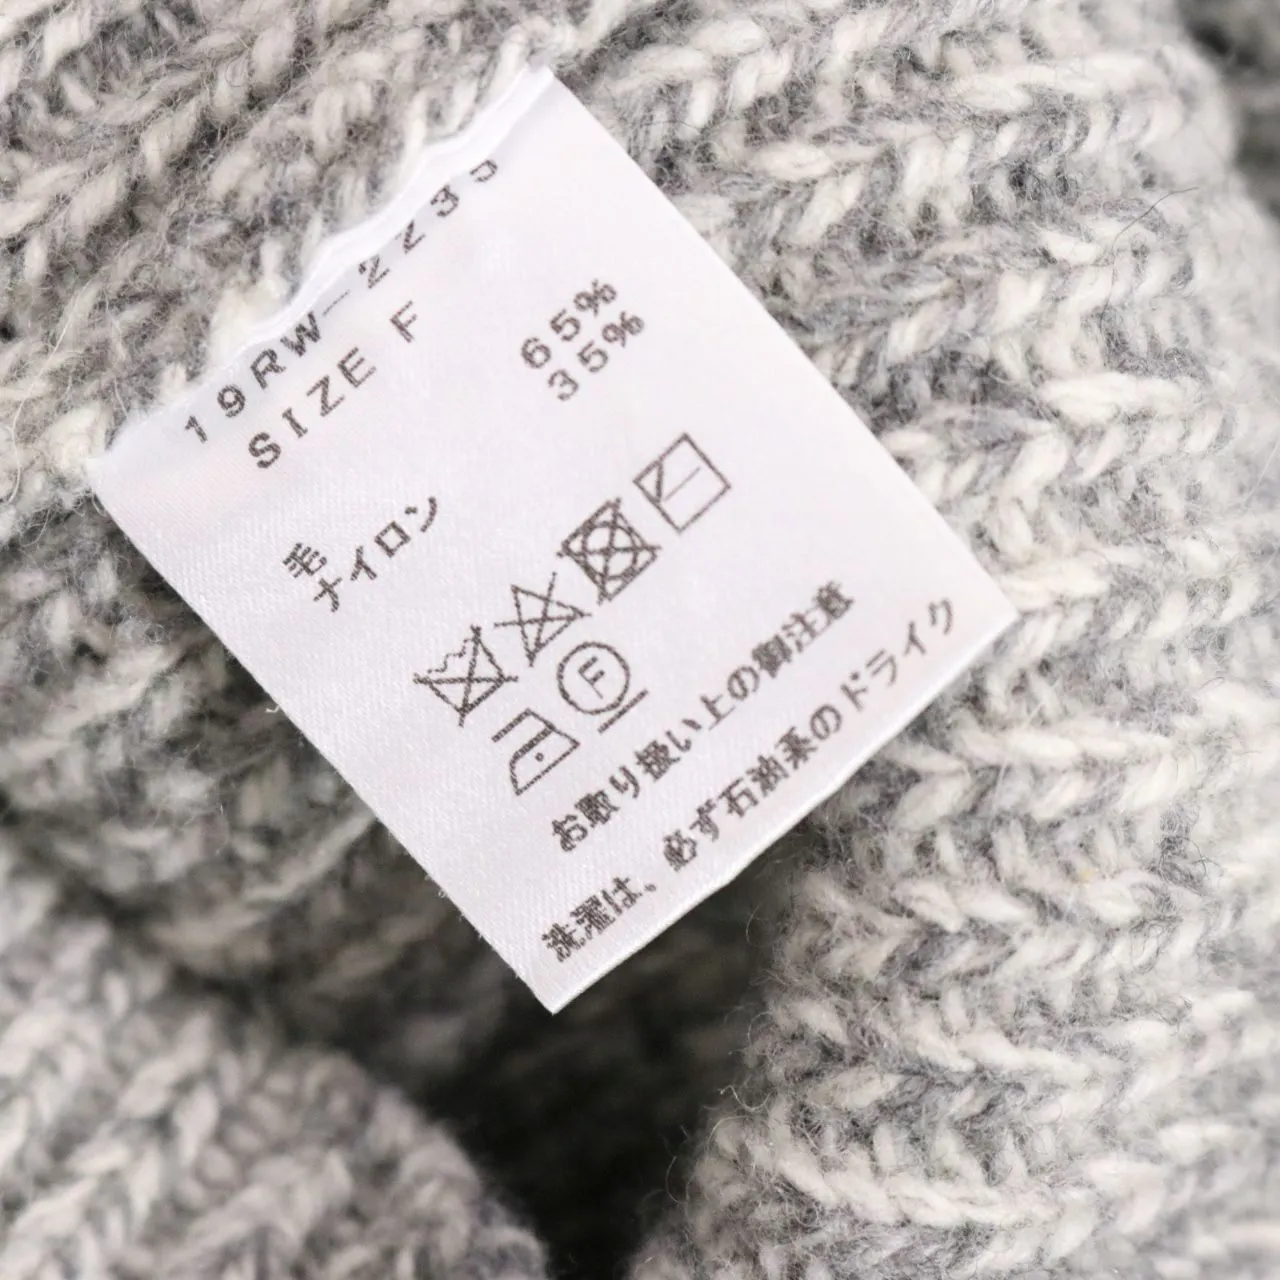 19RW-2235
SIZE F
毛 65%
ナイロン 35%
F
お取り扱い上の御注意
洗濯は、必ず石油系のドライク